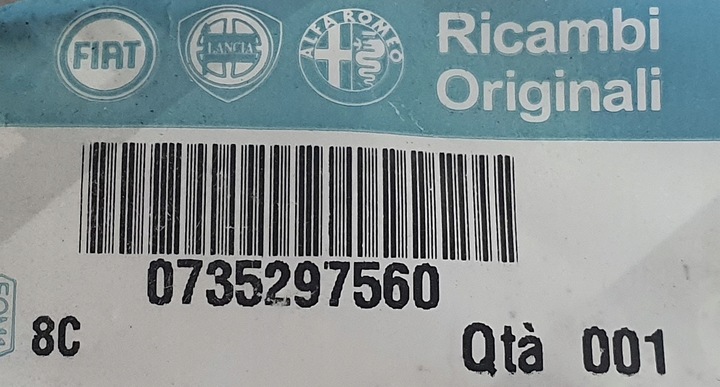 FIAT
LANCIA
ALFA ROMEO
Ricambi
Originali
0735297560
8C
Qtà 001